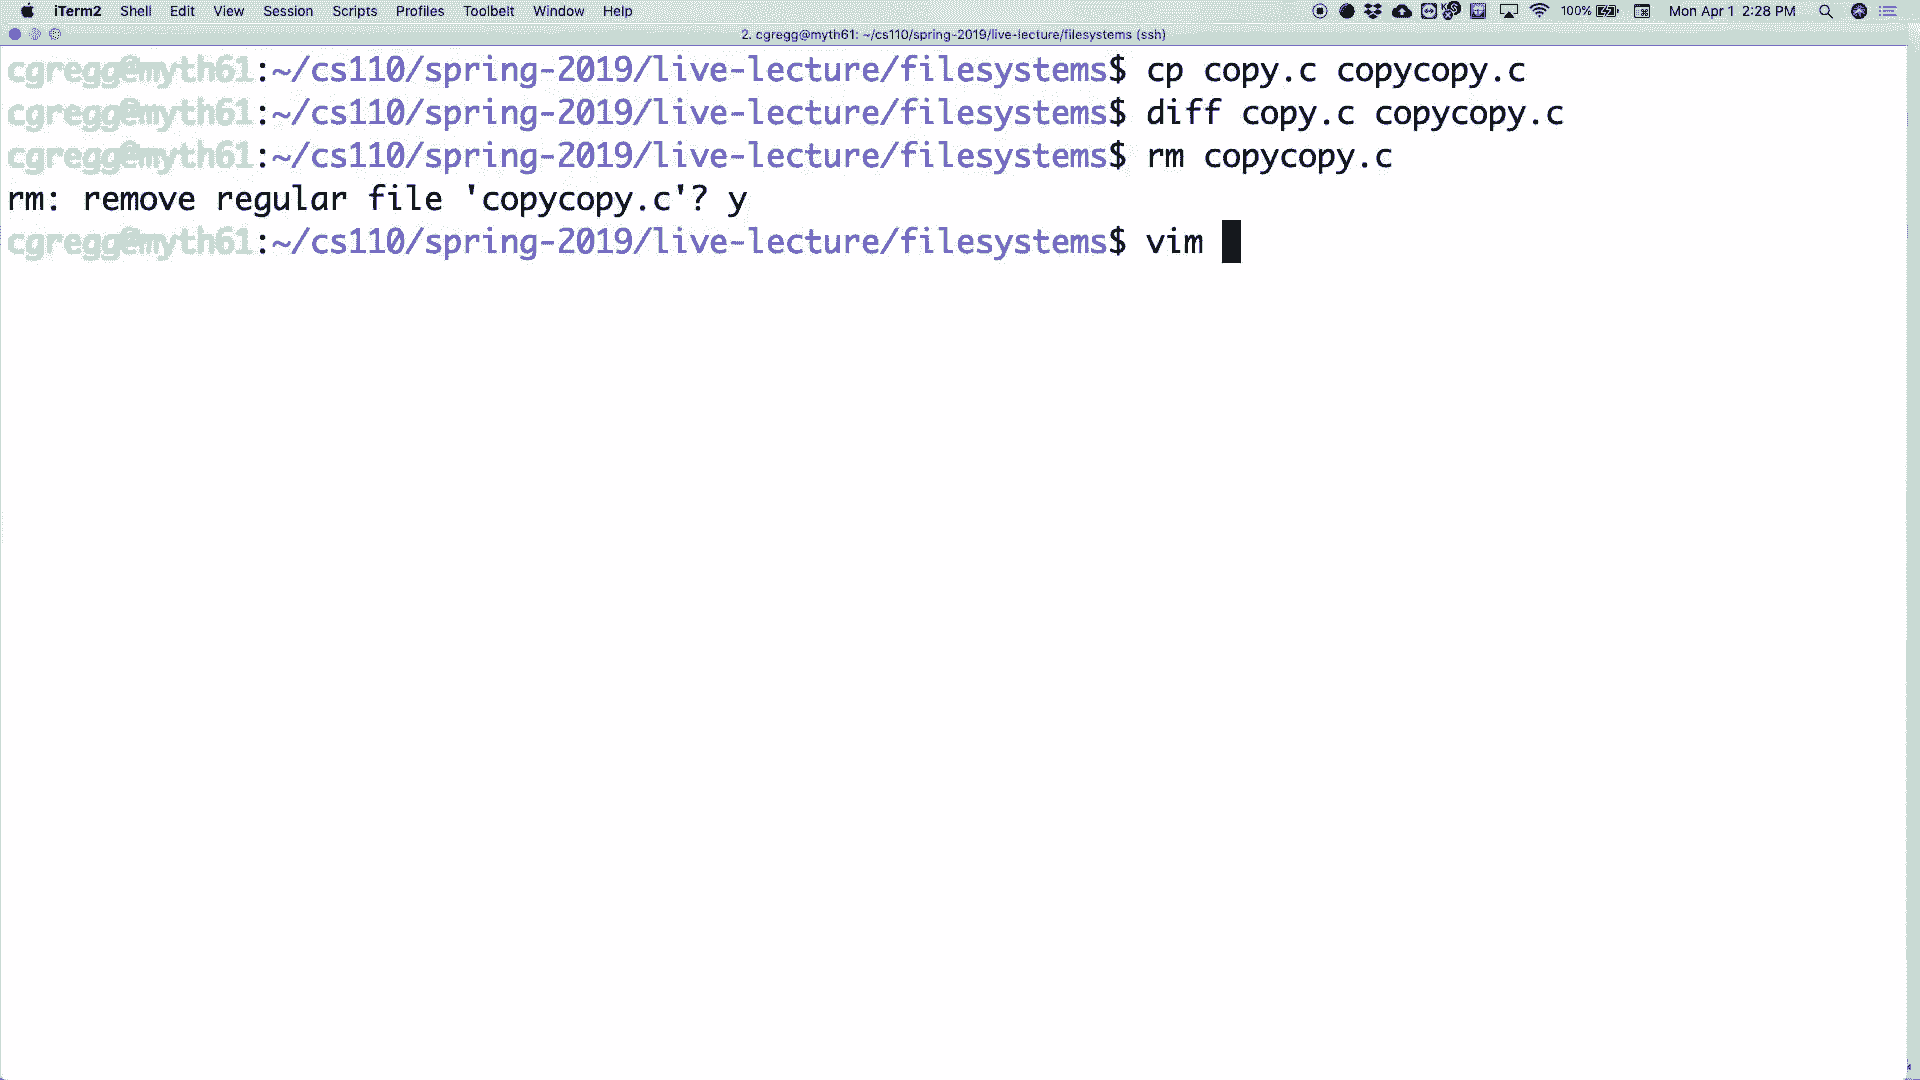 iTerm2 Shell Edit View Session Scripts Profiles Toolbelt Window Help 100% Mon Apr 1 2:28 PM
2. cgregg@myth61: ~/cs110/spring-2019/live-lecture/filesystems (ssh)
cgregg@myth61:~/cs110/spring-2019/live-lecture/filesystems$ cp copy.c copycopy.c
cgregg@myth61:~/cs110/spring-2019/live-lecture/filesystems$ diff copy.c copycopy.c
cgregg@myth61:~/cs110/spring-2019/live-lecture/filesystems$ rm copycopy.c
rm: remove regular file 'copycopy.c'? y
cgregg@myth61:~/cs110/spring-2019/live-lecture/filesystems$ vim